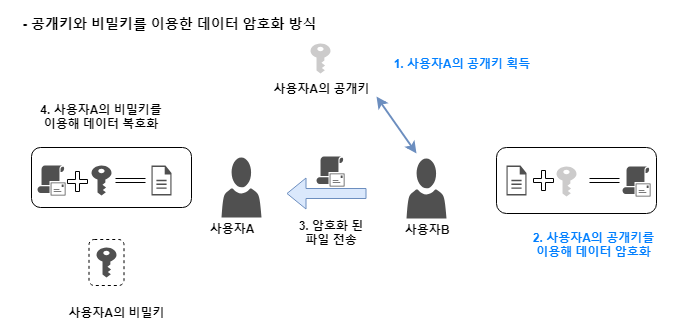 - 공개키와 비밀키를 이용한 데이터 암호화 방식
1. 사용자A의 공개키 획득
사용자A의 공개키
4. 사용자A의 비밀키를
이용해 데이터 복호화
사용자A
3. 암호화 된
파일 전송
사용자B
2. 사용자A의 공개키를
이용해 데이터 암호화
사용자A의 비밀키